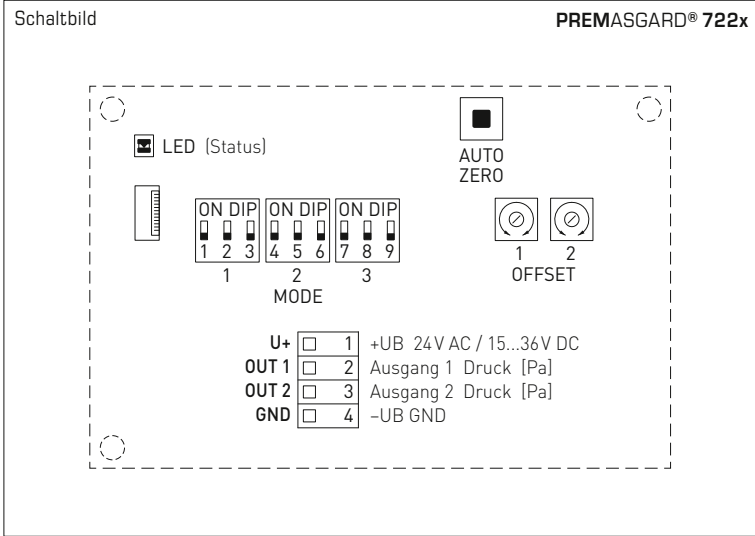 Schaltbild
PREMASGARD® 722x
LED (Status)
AUTO
ZERO
ON DIP ON DIP ON DIP
1 2 3 4 5 6 7 8 9
1 2 3
MODE
1 2
OFFSET
U+ 1 +UB 24V AC / 15...36V DC
OUT 1 2 Ausgang 1 Druck [Pa]
OUT 2 3 Ausgang 2 Druck [Pa]
GND 4 –UB GND